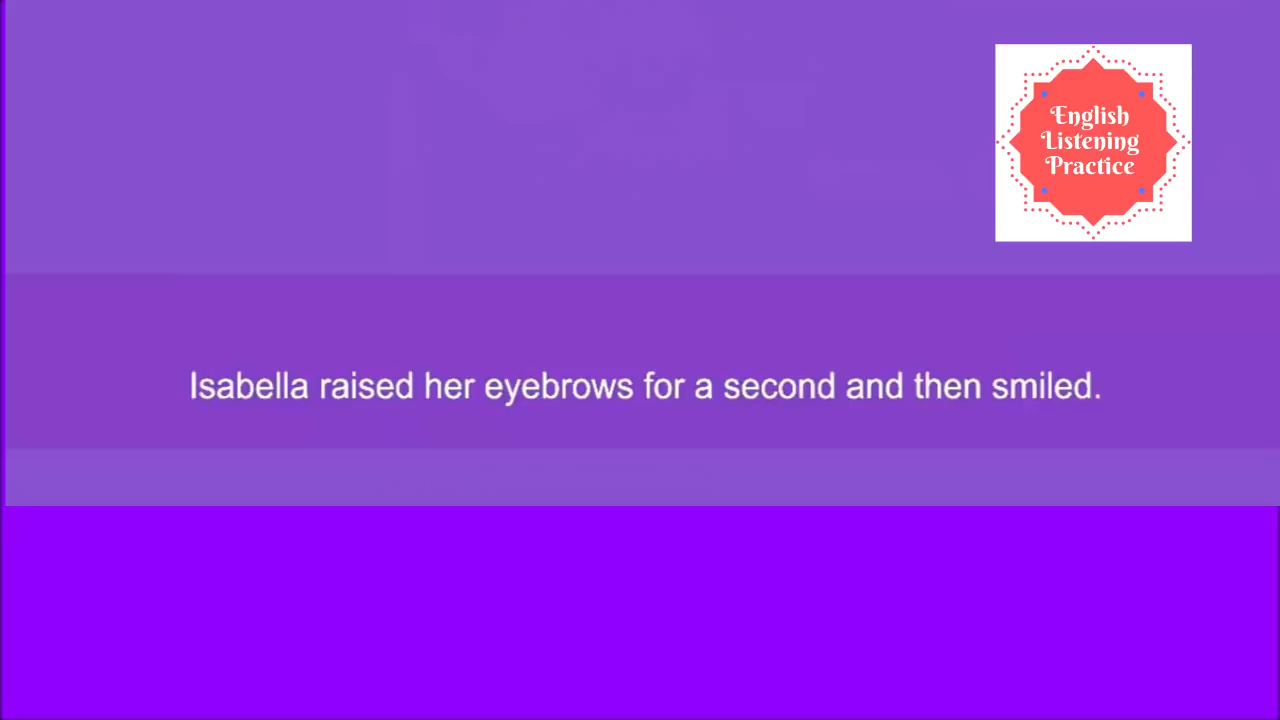 English
Listening
Practice
Isabella raised her eyebrows for a second and then smiled.